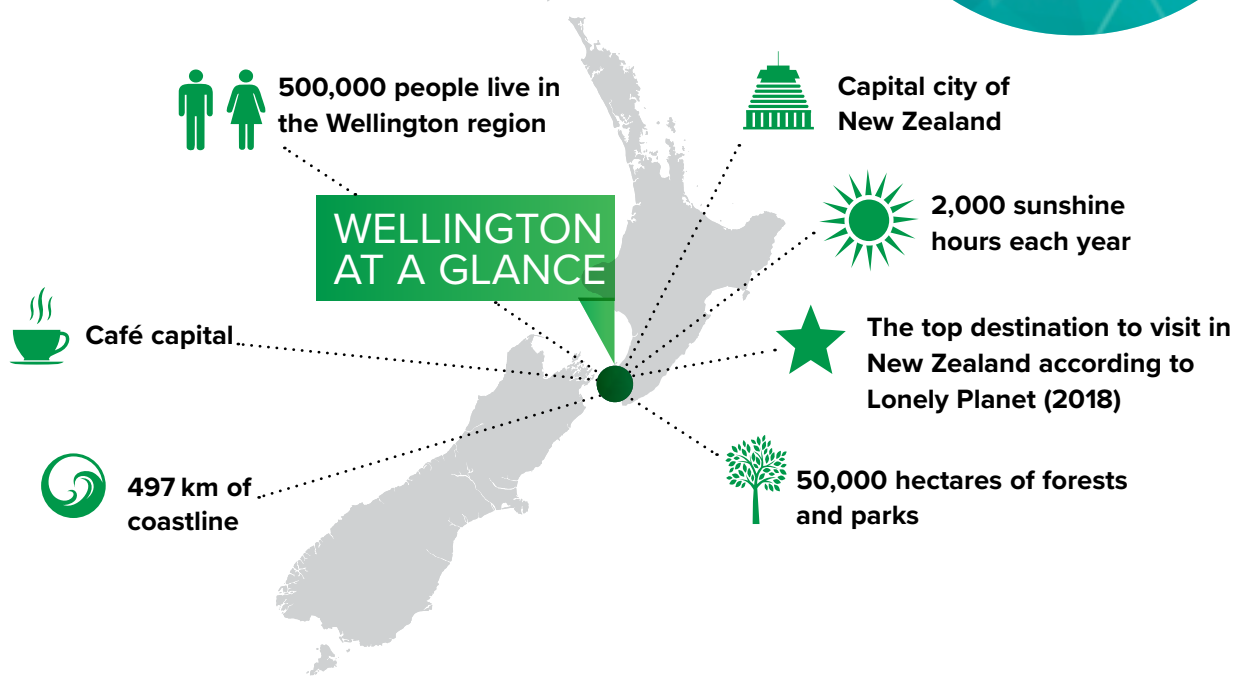 500,000 people live in
the Wellington region
Capital city of
New Zealand
WELLINGTON
AT A GLANCE
2,000 sunshine
hours each year
Café capital
The top destination to visit in
New Zealand according to
Lonely Planet (2018)
497 km of
coastline
50,000 hectares of forests
and parks